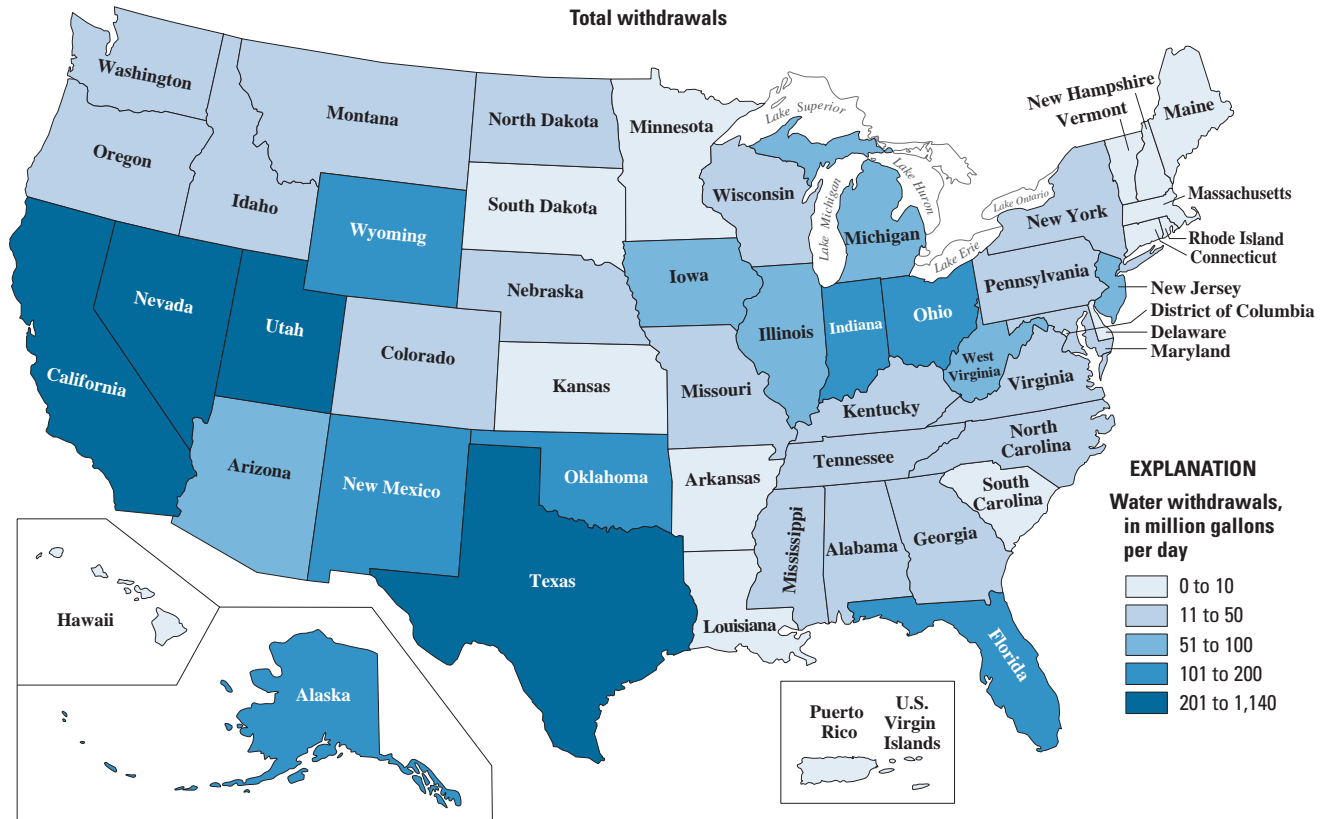 Total withdrawals
Washington
Montana
North Dakota
Minnesota
Lake Superior
New Hampshire
Vermont
Maine
Oregon
Idaho
Wyoming
South Dakota
Wisconsin
Lake Michigan
Lake Huron
Michigan
Lake Ontario
Lake Erie
New York
Massachusetts
Rhode Island
Connecticut
Nevada
Utah
Colorado
Nebraska
Iowa
Illinois
Indiana
Ohio
Pennsylvania
New Jersey
District of Columbia
Delaware
Maryland
California
Kansas
Missouri
Kentucky
West
Virginia
Virginia
Arizona
New Mexico
Oklahoma
Arkansas
Tennessee
North
Carolina
South
Carolina
Texas
Louisiana
Mississippi
Alabama
Georgia
Florida
Hawaii
Alaska
Puerto
Rico
U.S.
Virgin
Islands
EXPLANATION
Water withdrawals,
in million gallons
per day
0 to 10
11 to 50
51 to 100
101 to 200
201 to 1,140